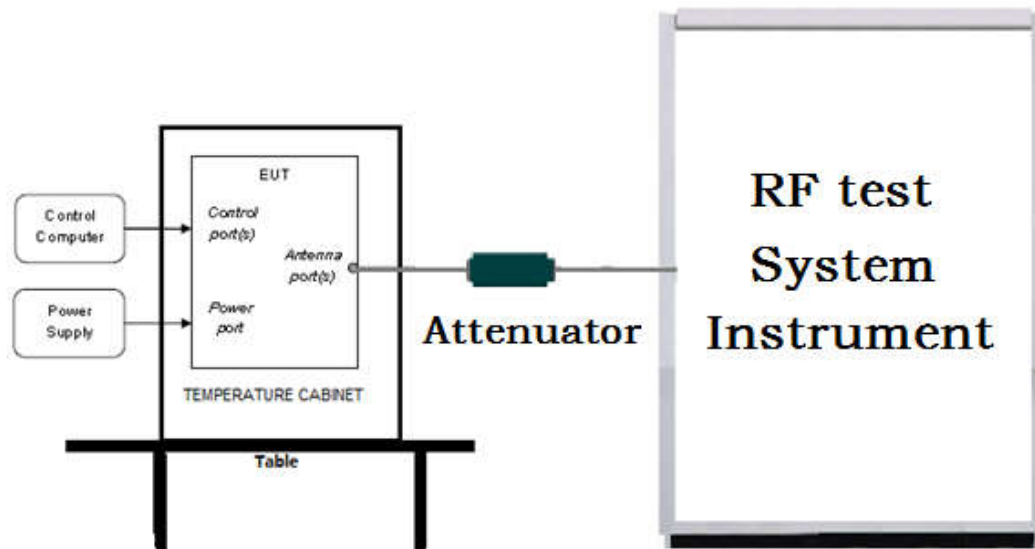 Control
Computer
Power
Supply
EUT
Control
port(s)
Antenna
port(s)
Power
port
TEMPERATURE CABINET
Table
Attenuator
RF test
System
Instrument